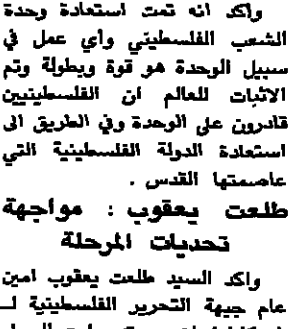 واكد انه تمت استعادة وحدة
الشعب الفلسطيني واي عمل في
سبيل الوحدة هو قوة وبطولة وتم
الاثبات للعالم ان الفلسطينيين
قادرون على الوحدة وفي الطريق الى
استعادة الدولة الفلسطينية التي
عاصمتها القدس .
طلعت يعقوب : مواجهة
تحديات المرحلة
واكد السيد طلعت يعقوب امين
عام جبهة التحرير الفلسطينية لـ